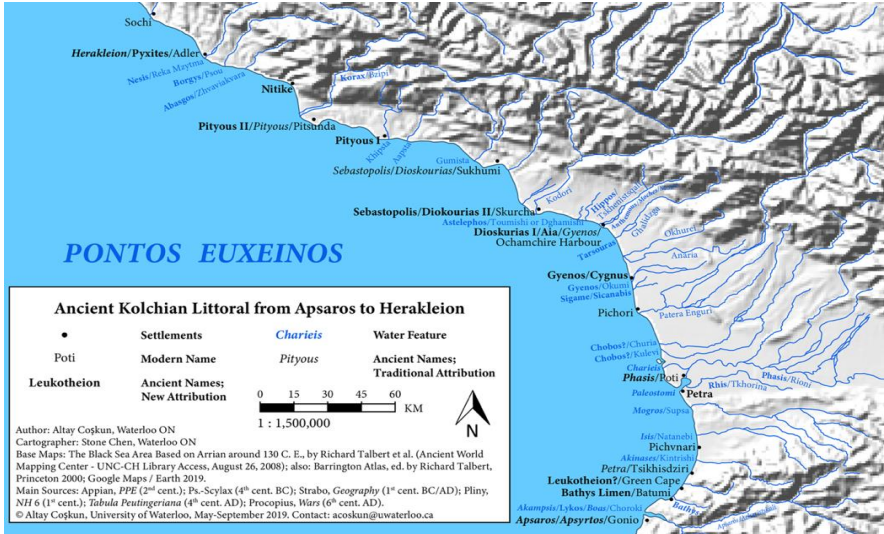 Sochi
Herakleion/Pyxites/Adler
Nesis/Reka Mzytma
Borgys/Psou
Abasgos/Zhvaviakvara
Nitike
Korax/Bzipi
Pityous II/Pityous/Pitsunda
Pityous I
Khipsta
Aapsta
Gumista
Sebastopolis/Dioskourias/Sukhumi
Kodori
Sebastopolis/Diokourias II/Skurcha
Astelephos/Toumishi or Dghamishi
Hippos/
Ghalidzga
Dioskurias I/Aia/Gyenos/
Ochamchire Harbour
Tarsouras
Okhurei
Anaria
PONTOS EUXEINOS
Gyenos/Cygnus
Gyenos/Okumi
Sigame/Sicanabis
Pichori
Patera Enguri
Chobos?/Churia
Chobos?/Kulevi
Charieis
Phasis/Poti
Phasis/Rioni
Rhis/Tkhorina
Paleostomi
Petra
Mogros/Supsa
Isis/Natanebi
Pichvnari
Akinases/Kintrishi
Petra/Tsikhisdziri
Leukotheion?/Green Cape
Bathys Limen/Batumi
Akampsis/Lykos/Boas/Choroki
Bathys
Apsaros/Apsyrtos/Gonio
Ancient Kolchian Littoral from Apsaros to Herakleion
Settlements
Charieis
Water Feature
Poti
Modern Name
Pityous
Ancient Names;
Traditional Attribution
Leukotheion
Ancient Names;
New Attribution
0 15 30 45 60
KM
1 : 1,500,000
N
Author: Altay Coşkun, Waterloo ON
Cartographer: Stone Chen, Waterloo ON
Base Maps: The Black Sea Area Based on Arrian around 130 C. E., by Richard Talbert et al. (Ancient World
Mapping Center - UNC-CH Library Access, August 26, 2008); also: Barrington Atlas, ed. by Richard Talbert,
Princeton 2000; Google Maps / Earth 2019.
Main Sources: Appian, PPE (2nd cent.); Ps.-Scylax (4th cent. BC); Strabo, Geography (1st cent. BC/AD); Pliny,
NH 6 (1st cent.); Tabula Peutingeriana (4th cent. AD); Procopius, Wars (6th cent. AD).
© Altay Coşkun, University of Waterloo, May-September 2019. Contact: acoskun@uwaterloo.ca